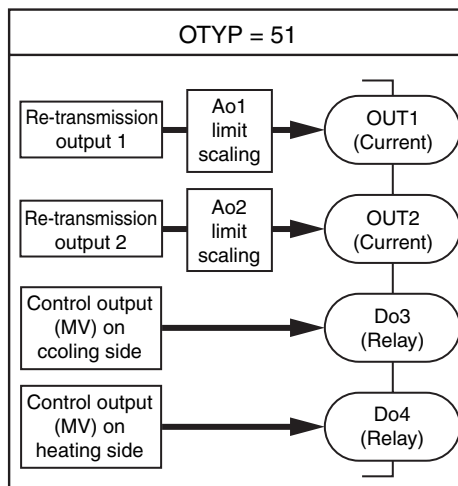 OTYP = 51
Re-transmission
output 1
Ao1
limit
scaling
OUT1
(Current)
Re-transmission
output 2
Ao2
limit
scaling
OUT2
(Current)
Control output
(MV) on
ccoling side
Do3
(Relay)
Control output
(MV) on
heating side
Do4
(Relay)